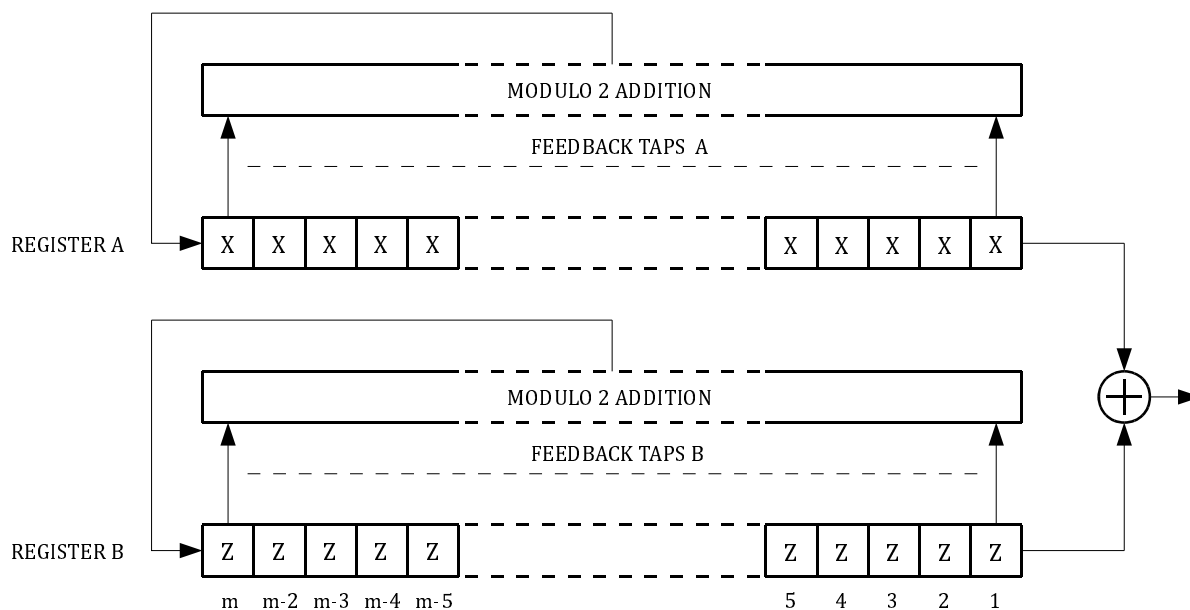 MODULO 2 ADDITION
FEEDBACK TAPS A
REGISTER A X X X X X X X X X X
MODULO 2 ADDITION
FEEDBACK TAPS B
REGISTER B Z Z Z Z Z Z Z Z Z Z
m m-2 m-3 m-4 m-5 5 4 3 2 1